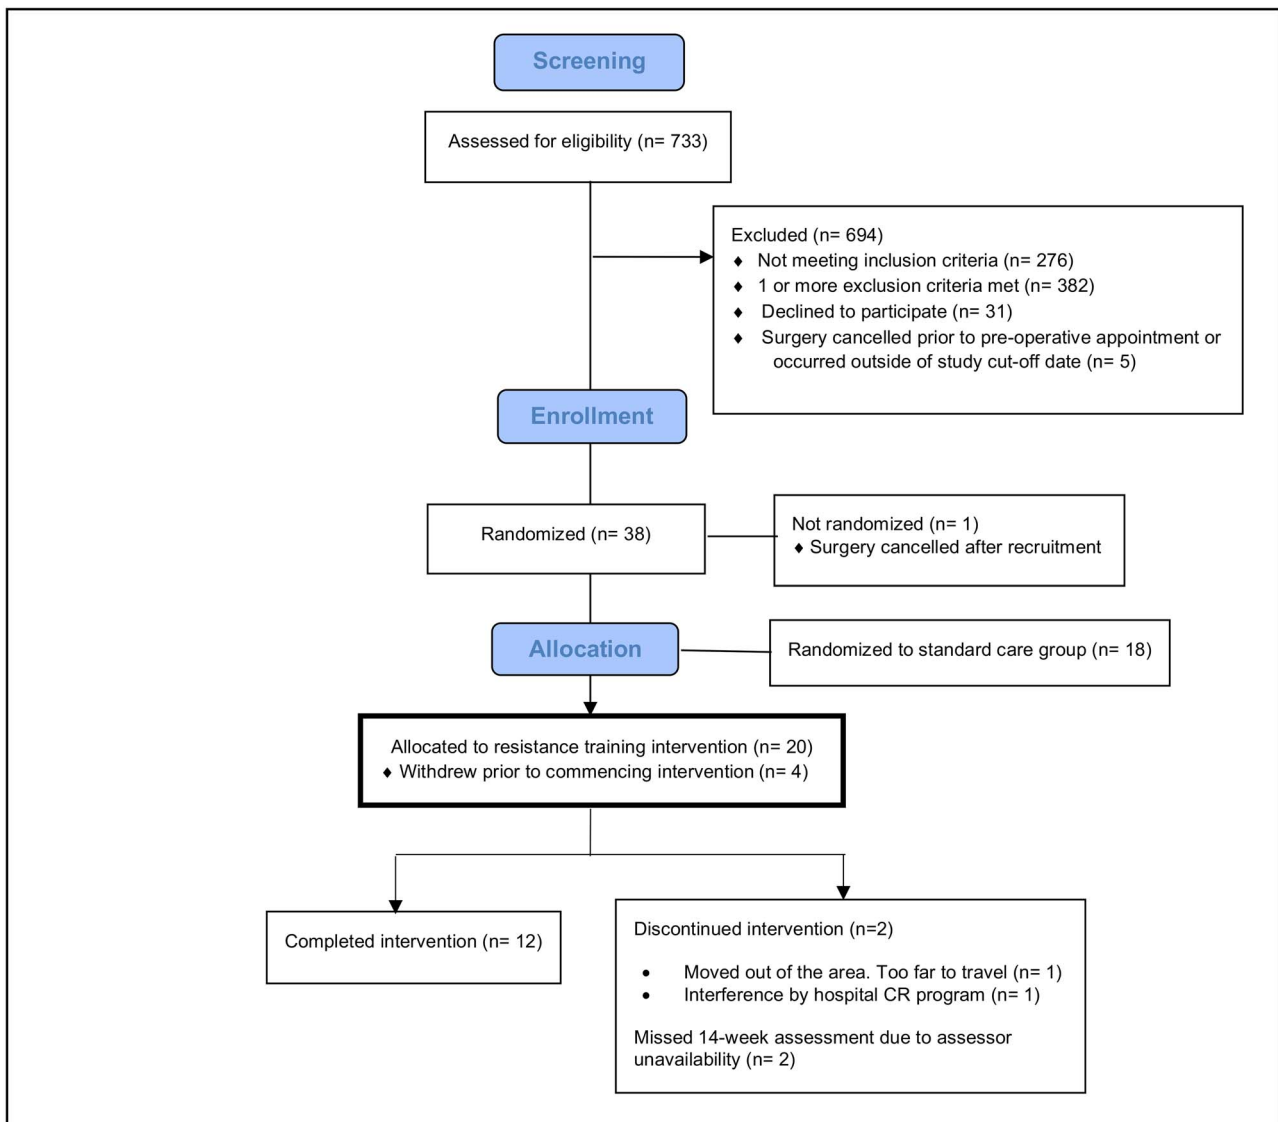 Screening
Assessed for eligibility (n= 733)
Excluded (n= 694)
♦ Not meeting inclusion criteria (n= 276)
♦ 1 or more exclusion criteria met (n= 382)
♦ Declined to participate (n= 31)
♦ Surgery cancelled prior to pre-operative appointment or
occurred outside of study cut-off date (n= 5)
Enrollment
Randomized (n= 38)
Not randomized (n= 1)
♦ Surgery cancelled after recruitment
Allocation
Randomized to standard care group (n= 18)
Allocated to resistance training intervention (n= 20)
♦ Withdrew prior to commencing intervention (n= 4)
Completed intervention (n= 12)
Discontinued intervention (n=2)
• Moved out of the area. Too far to travel (n= 1)
• Interference by hospital CR program (n= 1)
Missed 14-week assessment due to assessor
unavailability (n= 2)